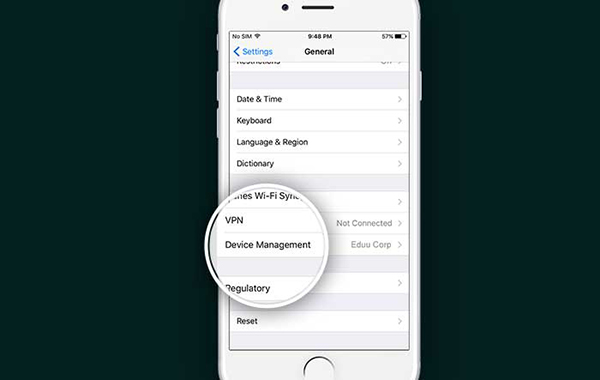 No SIM 9:48 PM 57%
Settings General
Restrictions
Date & Time
Keyboard
Language & Region
Dictionary
Wi-Fi Sync
VPN Not Connected
Device Management Eduu Corp
Regulatory
Reset